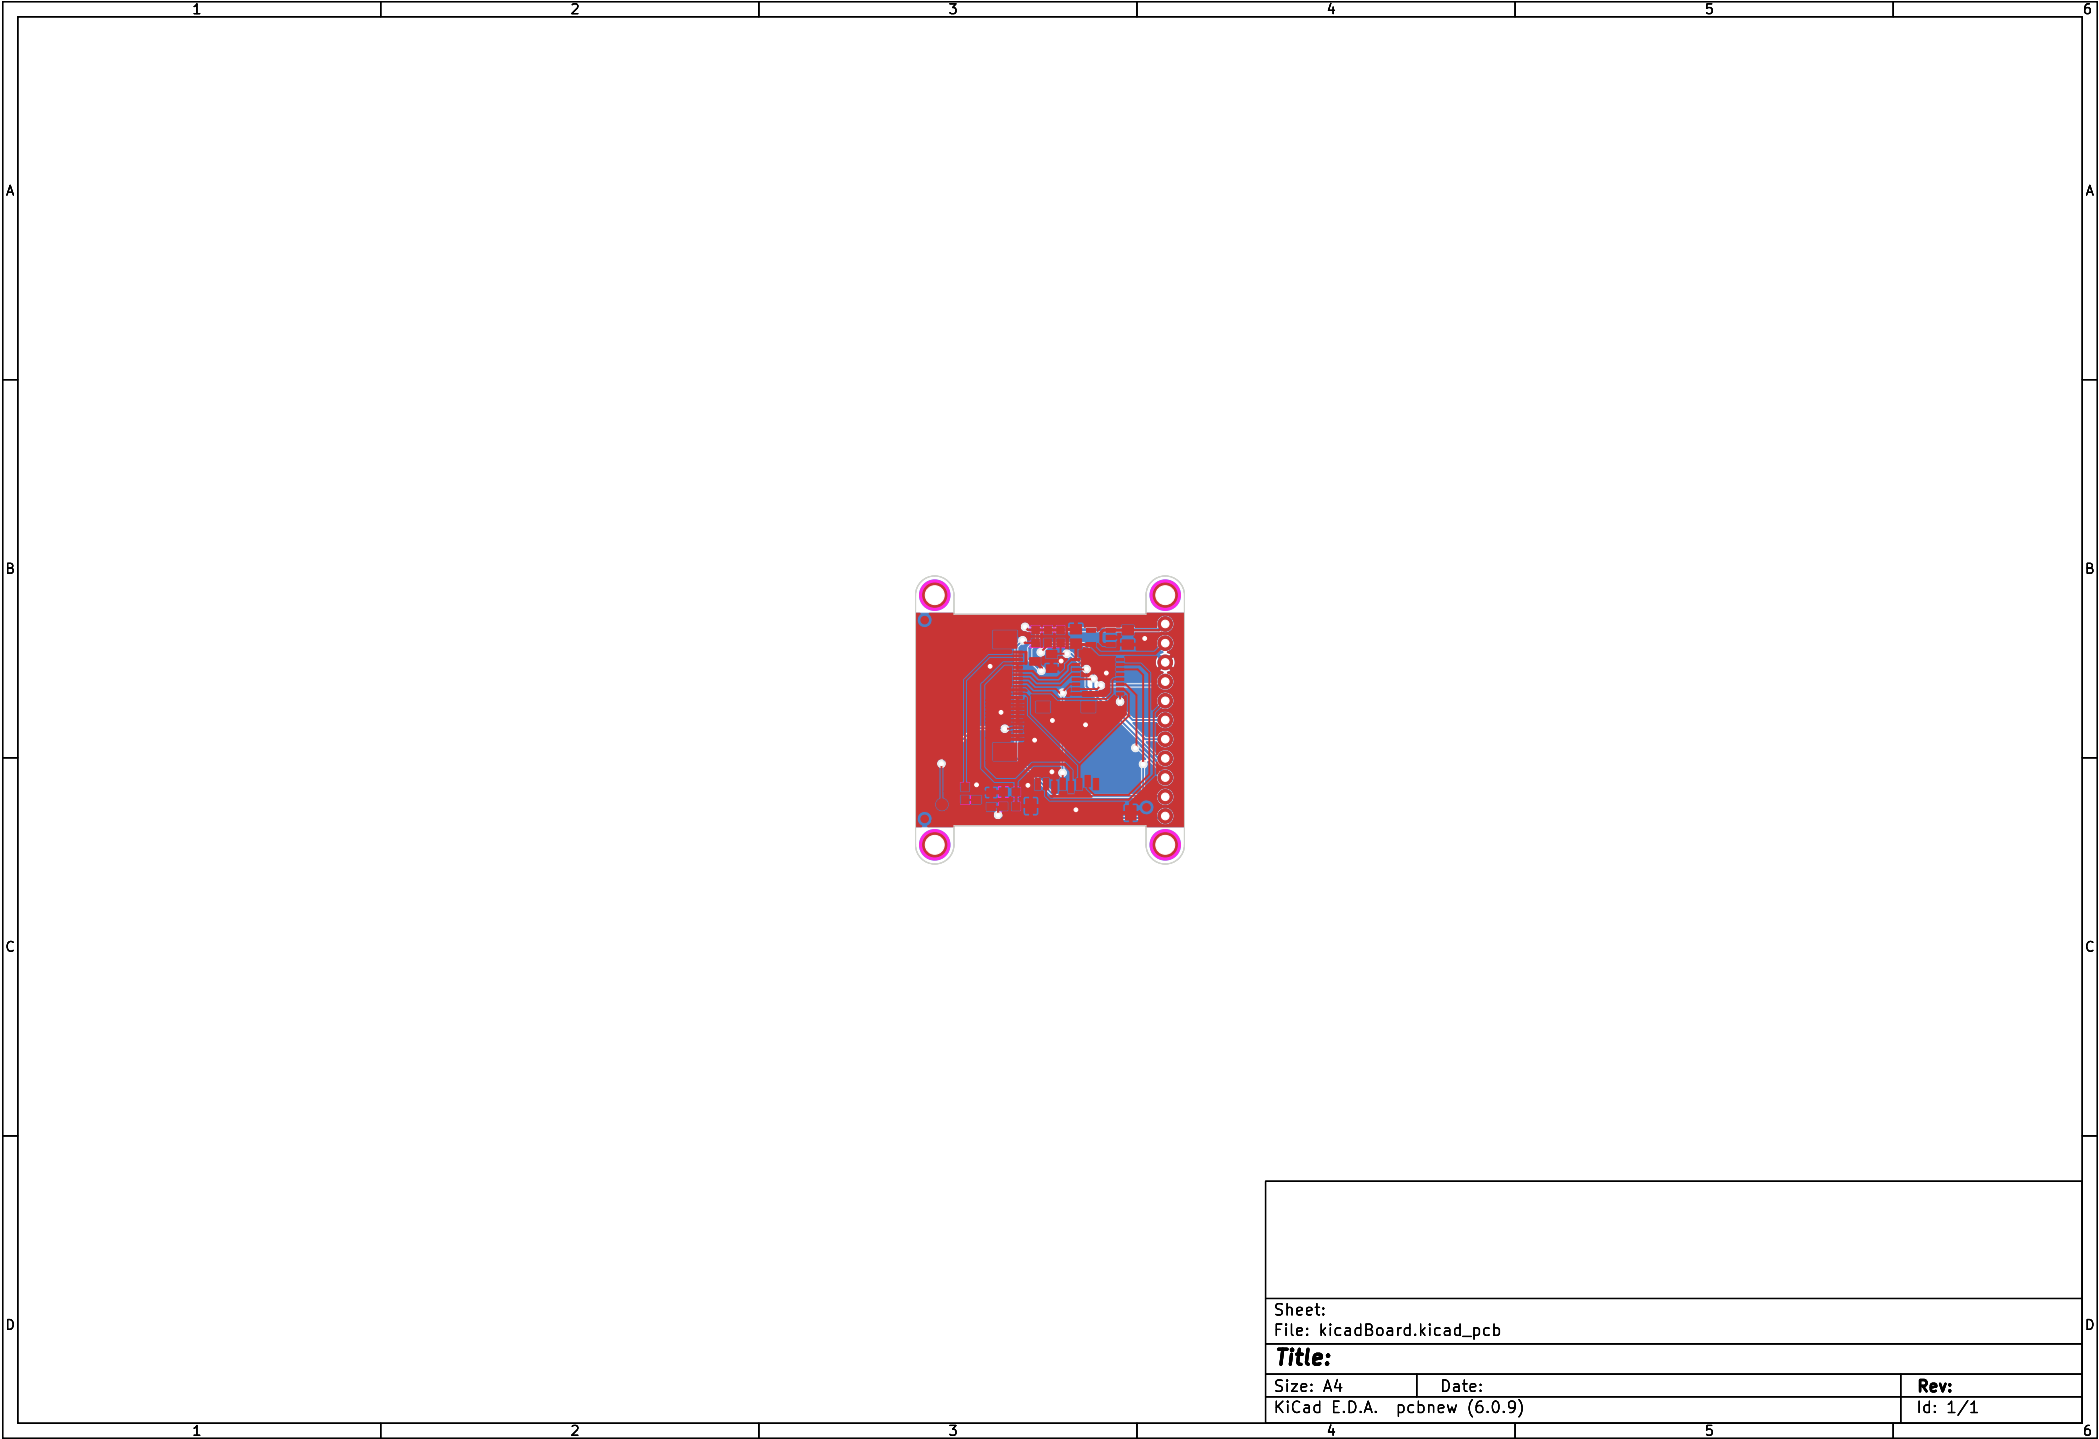 1 2 3 4 5 6
A A
B B
C C
Sheet:
File: kicadBoard.kicad_pcb
D D
Title:
Size: A4 Date: Rev:
KiCad E.D.A. pcbnew (6.0.9) Id: 1/1
1 2 3 4 5 6